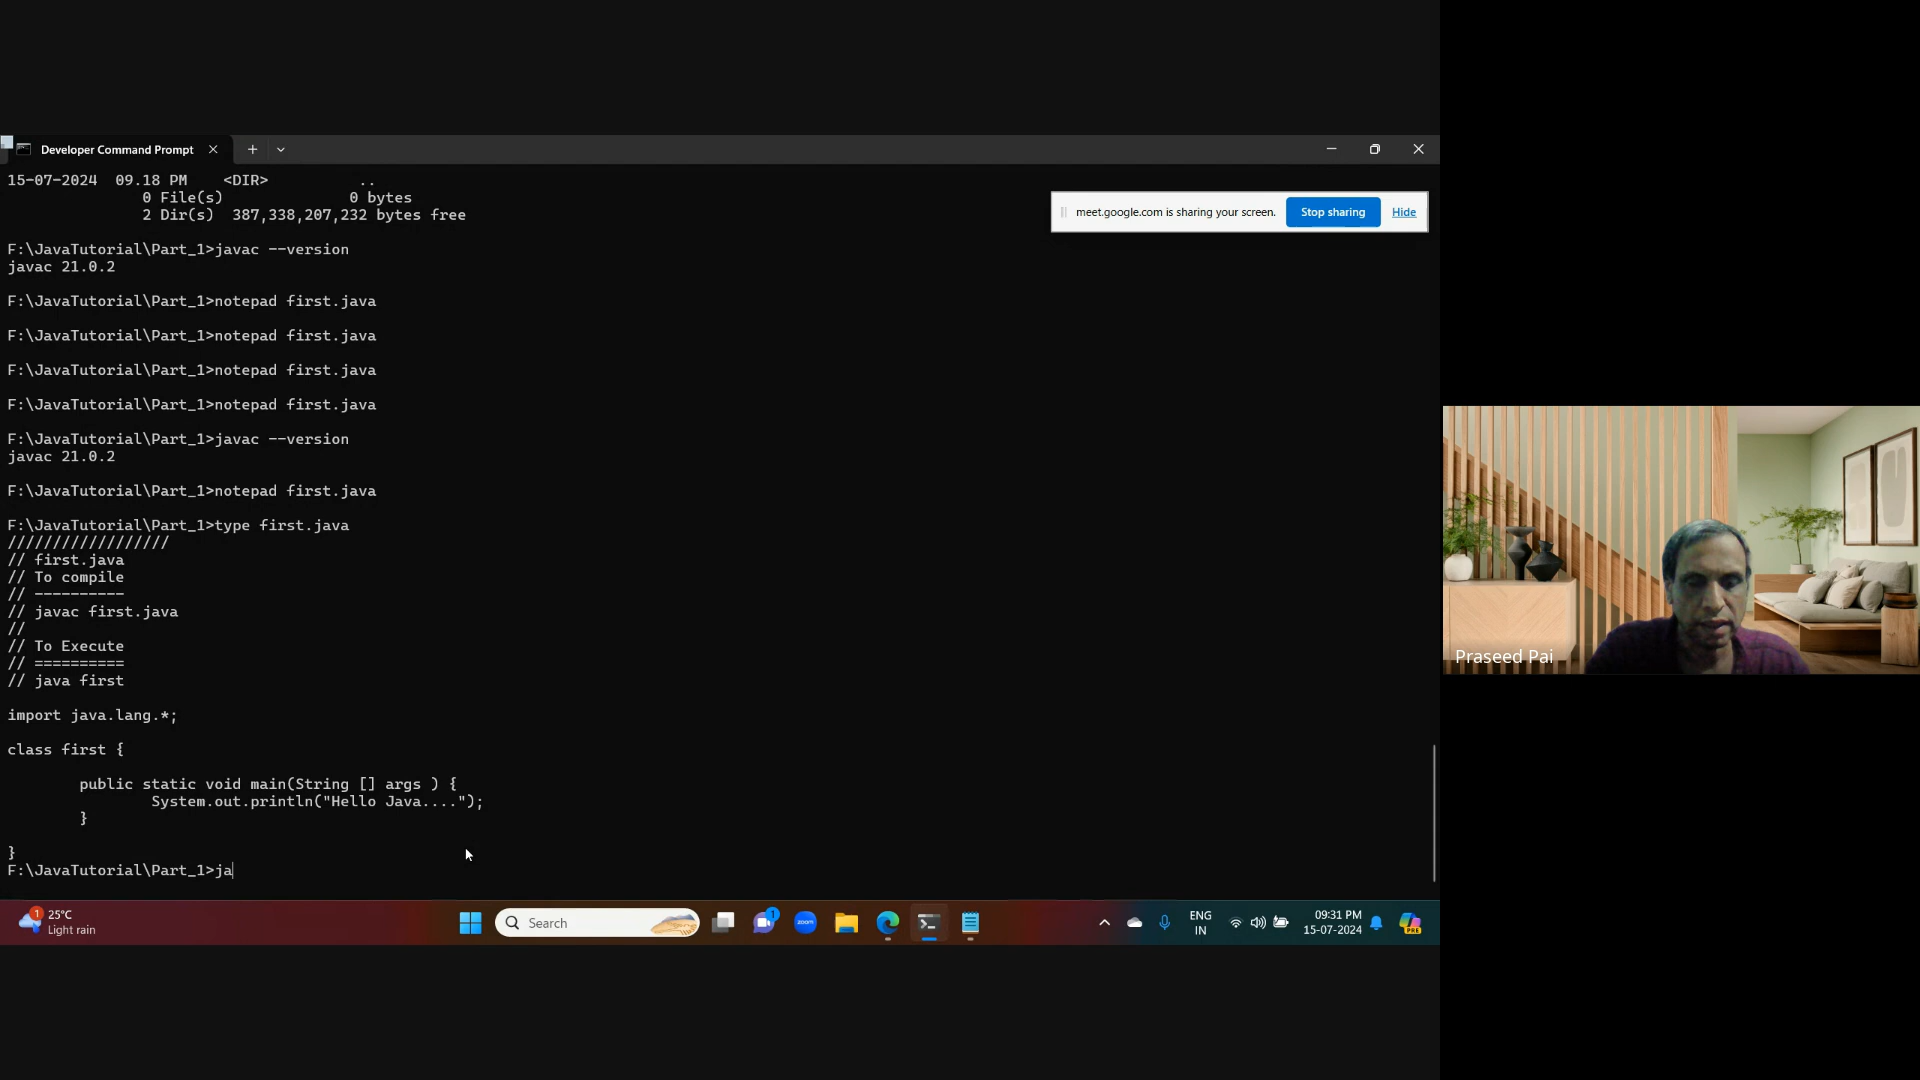 Developer Command Prompt
15-07-2024  09.18 PM    <DIR>          ..
               0 File(s)              0 bytes
               2 Dir(s)  387,338,207,232 bytes free
meet.google.com is sharing your screen.
Stop sharing
Hide
F:\JavaTutorial\Part_1>javac --version
javac 21.0.2
F:\JavaTutorial\Part_1>notepad first.java
F:\JavaTutorial\Part_1>notepad first.java
F:\JavaTutorial\Part_1>notepad first.java
F:\JavaTutorial\Part_1>notepad first.java
F:\JavaTutorial\Part_1>javac --version
javac 21.0.2
F:\JavaTutorial\Part_1>notepad first.java
F:\JavaTutorial\Part_1>type first.java
//////////////////
// first.java
// To compile
// ----------
// javac first.java
//
// To Execute
// ==========
// java first
import java.lang.*;
class first {
        public static void main(String [] args ) {
                System.out.println("Hello Java....");
        }
}
F:\JavaTutorial\Part_1>ja
Praseed Pai
1
25°C
Light rain
Search
1
zoom
ENG
IN
09:31 PM
15-07-2024
PRE